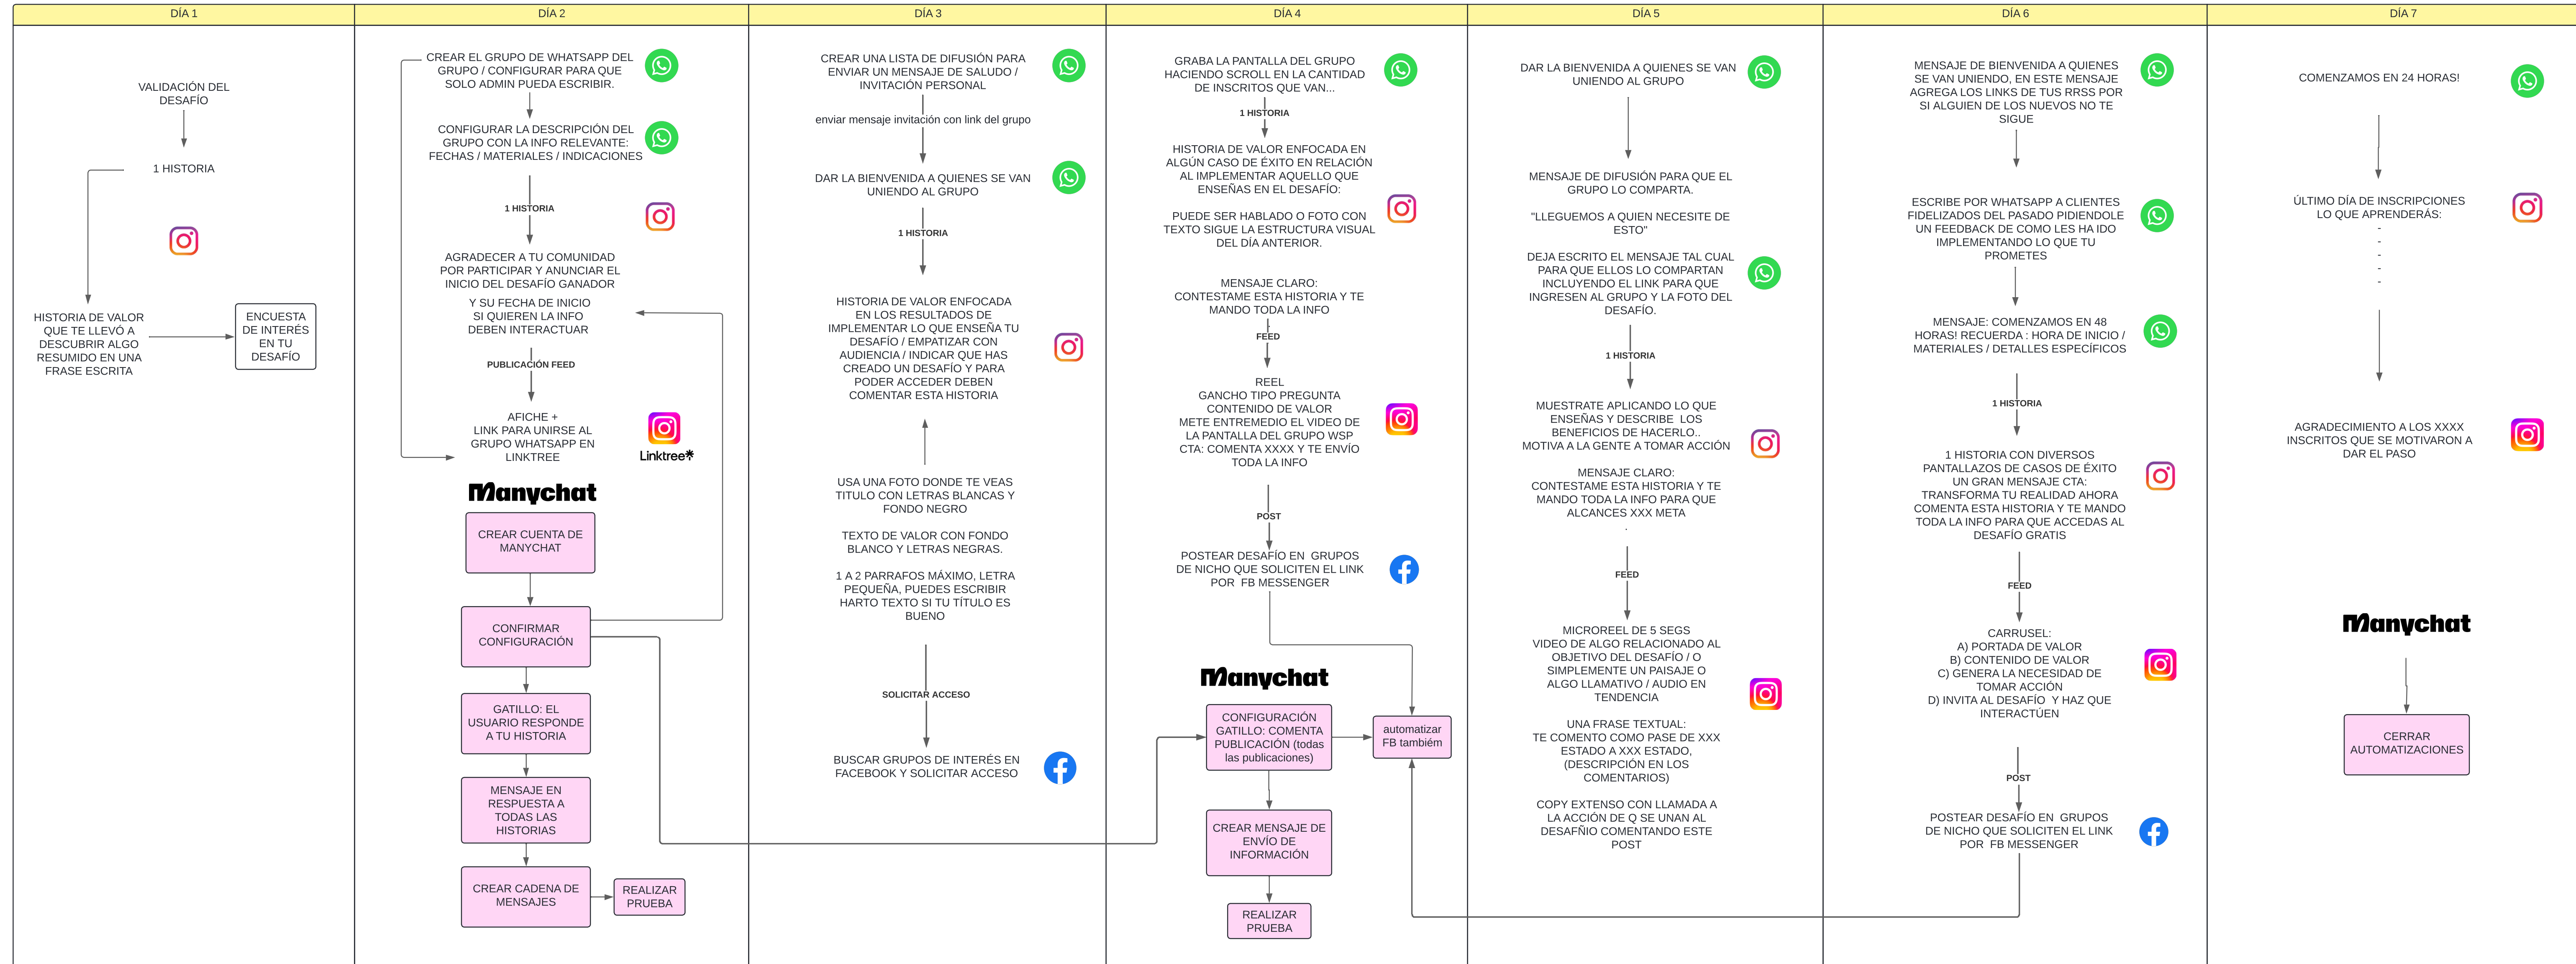 DÍA 1
VALIDACIÓN DEL
DESAFÍO
1 HISTORIA
HISTORIA DE VALOR
QUE TE LLEVÓ A
DESCUBRIR ALGO
RESUMIDO EN UNA
FRASE ESCRITA
ENCUESTA
DE INTERÉS
EN TU
DESAFÍO
DÍA 2
CREAR EL GRUPO DE WHATSAPP DEL
GRUPO / CONFIGURAR PARA QUE
SOLO ADMIN PUEDA ESCRIBIR.
CONFIGURAR LA DESCRIPCIÓN DEL
GRUPO CON LA INFO RELEVANTE:
FECHAS / MATERIALES / INDICACIONES
1 HISTORIA
AGRADECER A TU COMUNIDAD
POR PARTICIPAR Y ANUNCIAR EL
INICIO DEL DESAFÍO GANADOR
Y SU FECHA DE INICIO
SI QUIEREN LA INFO
DEBEN INTERACTUAR
PUBLICACIÓN FEED
AFICHE +
LINK PARA UNIRSE AL
GRUPO WHATSAPP EN
LINKTREE
Linktree
Manychat
CREAR CUENTA DE
MANYCHAT
CONFIRMAR
CONFIGURACIÓN
GATILLO: EL
USUARIO RESPONDE
A TU HISTORIA
MENSAJE EN
RESPUESTA A
TODAS LAS
HISTORIAS
CREAR CADENA DE
MENSAJES
REALIZAR
PRUEBA
DÍA 3
CREAR UNA LISTA DE DIFUSIÓN PARA
ENVIAR UN MENSAJE DE SALUDO /
INVITACIÓN PERSONAL
enviar mensaje invitación con link del grupo
DAR LA BIENVENIDA A QUIENES SE VAN
UNIENDO AL GRUPO
1 HISTORIA
HISTORIA DE VALOR ENFOCADA
EN LOS RESULTADOS DE
IMPLEMENTAR LO QUE ENSEÑA TU
DESAFÍO / EMPATIZAR CON
AUDIENCIA / INDICAR QUE HAS
CREADO UN DESAFÍO Y PARA
PODER ACCEDER DEBEN
COMENTAR ESTA HISTORIA
USA UNA FOTO DONDE TE VEAS
TITULO CON LETRAS BLANCAS Y
FONDO NEGRO
TEXTO DE VALOR CON FONDO
BLANCO Y LETRAS NEGRAS.
1 A 2 PARRAFOS MÁXIMO, LETRA
PEQUEÑA, PUEDES ESCRIBIR
HARTO TEXTO SI TU TÍTULO ES
BUENO
SOLICITAR ACCESO
BUSCAR GRUPOS DE INTERÉS EN
FACEBOOK Y SOLICITAR ACCESO
DÍA 4
GRABA LA PANTALLA DEL GRUPO
HACIENDO SCROLL EN LA CANTIDAD
DE INSCRITOS QUE VAN...
1 HISTORIA
HISTORIA DE VALOR ENFOCADA EN
ALGÚN CASO DE ÉXITO EN RELACIÓN
AL IMPLEMENTAR AQUELLO QUE
ENSEÑAS EN EL DESAFÍO:
PUEDE SER HABLADO O FOTO CON
TEXTO SIGUE LA ESTRUCTURA VISUAL
DEL DÍA ANTERIOR.
MENSAJE CLARO:
CONTESTAME ESTA HISTORIA Y TE
MANDO TODA LA INFO
FEED
REEL
GANCHO TIPO PREGUNTA
CONTENIDO DE VALOR
METE ENTREMEDIO EL VIDEO DE
LA PANTALLA DEL GRUPO WSP
CTA: COMENTA XXXX Y TE ENVÍO
TODA LA INFO
POST
POSTEAR DESAFÍO EN GRUPOS
DE NICHO QUE SOLICITEN EL LINK
POR FB MESSENGER
Manychat
CONFIGURACIÓN
GATILLO: COMENTA
PUBLICACIÓN (todas
las publicaciones)
automatizar
FB también
CREAR MENSAJE DE
ENVÍO DE
INFORMACIÓN
REALIZAR
PRUEBA
DÍA 5
DAR LA BIENVENIDA A QUIENES SE VAN
UNIENDO AL GRUPO
MENSAJE DE DIFUSIÓN PARA QUE EL
GRUPO LO COMPARTA.
"LLEGUEMOS A QUIEN NECESITE DE
ESTO"
DEJA ESCRITO EL MENSAJE TAL CUAL
PARA QUE ELLOS LO COMPARTAN
INCLUYENDO EL LINK PARA QUE
INGRESEN AL GRUPO Y LA FOTO DEL
DESAFÍO.
1 HISTORIA
MUESTRATE APLICANDO LO QUE
ENSEÑAS Y DESCRIBE LOS
BENEFICIOS DE HACERLO..
MOTIVA A LA GENTE A TOMAR ACCIÓN
MENSAJE CLARO:
CONTESTAME ESTA HISTORIA Y TE
MANDO TODA LA INFO PARA QUE
ALCANCES XXX META
.
FEED
MICROREEL DE 5 SEGS
VIDEO DE ALGO RELACIONADO AL
OBJETIVO DEL DESAFÍO / O
SIMPLEMENTE UN PAISAJE O
ALGO LLAMATIVO / AUDIO EN
TENDENCIA
UNA FRASE TEXTUAL:
TE COMENTO COMO PASE DE XXX
ESTADO A XXX ESTADO,
(DESCRIPCIÓN EN LOS
COMENTARIOS)
COPY EXTENSO CON LLAMADA A
LA ACCIÓN DE Q SE UNAN AL
DESAFÑIO COMENTANDO ESTE
POST
DÍA 6
MENSAJE DE BIENVENIDA A QUIENES
SE VAN UNIENDO, EN ESTE MENSAJE
AGREGA LOS LINKS DE TUS RRSS POR
SI ALGUIEN DE LOS NUEVOS NO TE
SIGUE
ESCRIBE POR WHATSAPP A CLIENTES
FIDELIZADOS DEL PASADO PIDIENDOLE
UN FEEDBACK DE COMO LES HA IDO
IMPLEMENTANDO LO QUE TU
PROMETES
MENSAJE: COMENZAMOS EN 48
HORAS! RECUERDA : HORA DE INICIO /
MATERIALES / DETALLES ESPECÍFICOS
1 HISTORIA
1 HISTORIA CON DIVERSOS
PANTALLAZOS DE CASOS DE ÉXITO
UN GRAN MENSAJE CTA:
TRANSFORMA TU REALIDAD AHORA
COMENTA ESTA HISTORIA Y TE MANDO
TODA LA INFO PARA QUE ACCEDAS AL
DESAFÍO GRATIS
FEED
CARRUSEL:
A) PORTADA DE VALOR
B) CONTENIDO DE VALOR
C) GENERA LA NECESIDAD DE
TOMAR ACCIÓN
D) INVITA AL DESAFÍO Y HAZ QUE
INTERACTÚEN
POST
POSTEAR DESAFÍO EN GRUPOS
DE NICHO QUE SOLICITEN EL LINK
POR FB MESSENGER
DÍA 7
COMENZAMOS EN 24 HORAS!
ÚLTIMO DÍA DE INSCRIPCIONES
LO QUE APRENDERÁS:
-
-
-
-
-
AGRADECIMIENTO A LOS XXXX
INSCRITOS QUE SE MOTIVARON A
DAR EL PASO
Manychat
CERRAR
AUTOMATIZACIONES